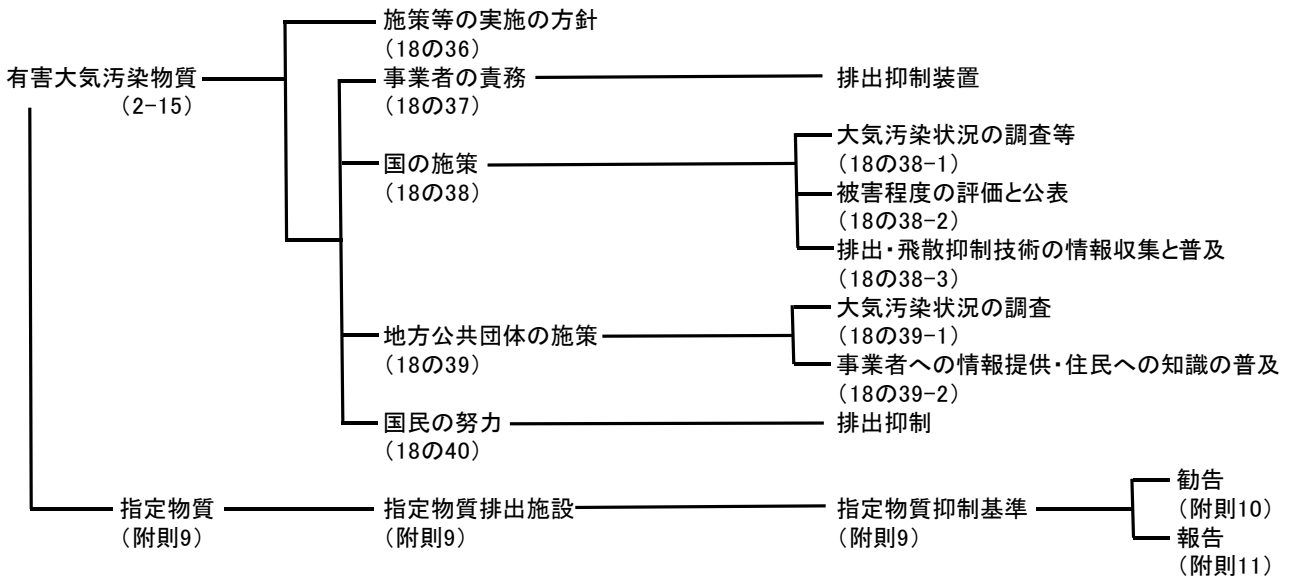 施策等の実施の方針
（18の36）
有害大気汚染物質
（2-15）
事業者の責務
（18の37）
排出抑制装置
国の施策
（18の38）
大気汚染状況の調査等
（18の38-1）
被害程度の評価と公表
（18の38-2）
排出・飛散抑制技術の情報収集と普及
（18の38-3）
地方公共団体の施策
（18の39）
大気汚染状況の調査
（18の39-1）
事業者への情報提供・住民への知識の普及
（18の39-2）
国民の努力
（18の40）
排出抑制
指定物質
（附則9）
指定物質排出施設
（附則9）
指定物質抑制基準
（附則9）
勧告
（附則10）
報告
（附則11）